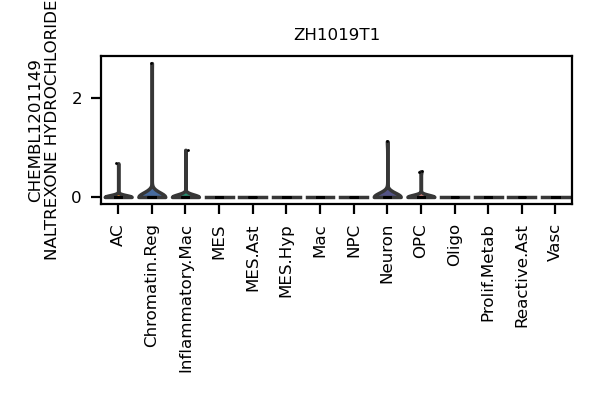 ZH1019T1
CHEMBL1201149
NALTREXONE HYDROCHLORIDE
2
0
AC
Chromatin.Reg
Inflammatory.Mac
MES
MES.Ast
MES.Hyp
Mac
NPC
Neuron
OPC
Oligo
Prolif.Metab
Reactive.Ast
Vasc